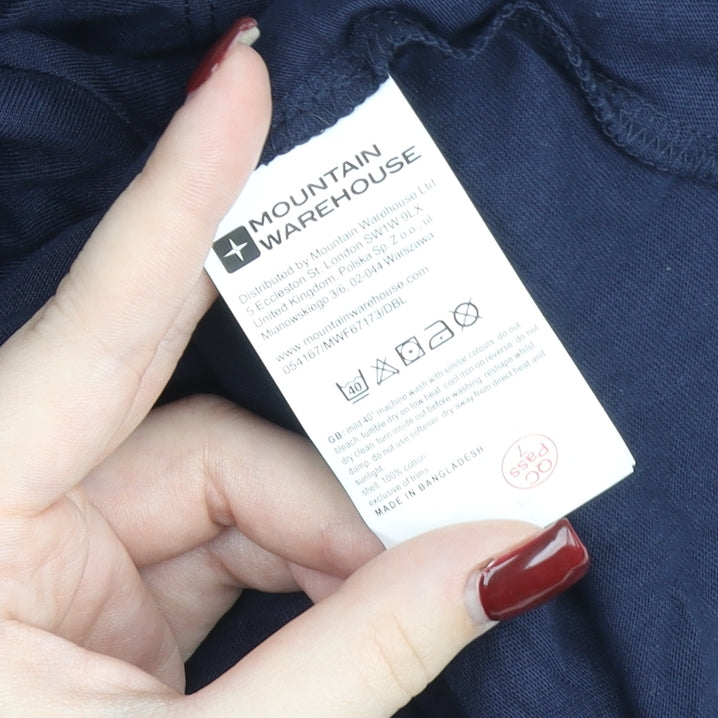 MOUNTAIN
WAREHOUSE
Distributed by Mountain Warehouse Ltd
5 Eccleston St. London SW1W 9LX
United Kingdom. Polska Sp. Z o.o., ul.
Mianowskiego 3/6, 02-044 Warszawa
www.mountainwarehouse.com
054167/MWF67173/DBL
40
GB-mild 40° machine wash with similar colours. do not
bleach. tumble dry on low heat. cool iron on reverse. do not
dry clean. turn inside out before washing. reshape whilst
damp. do not use softener. dry away from direct heat and
sunlight.
shell: 100% cotton
exclusive of trims
MADE IN BANGLADESH
QC
Pass
7